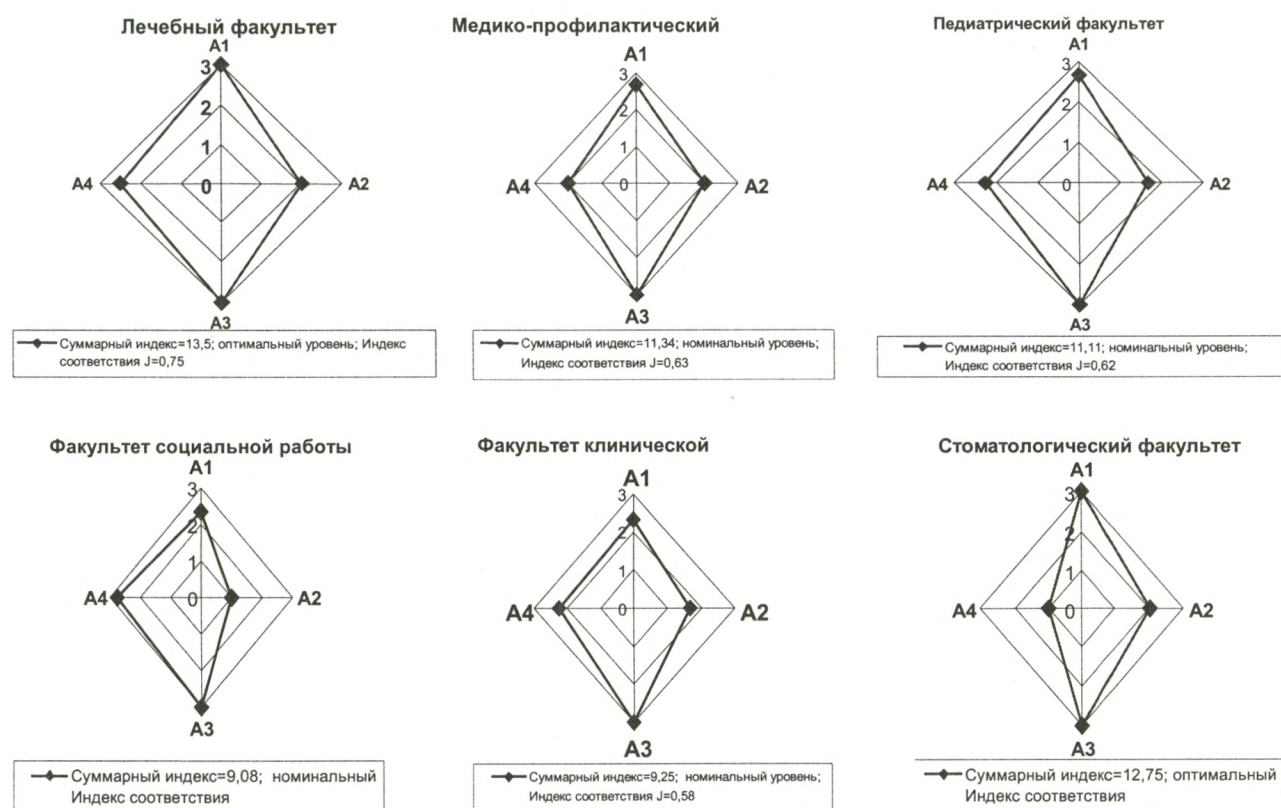 Лечебный факультет
A1
3
2
1
0
A4
A2
A3
Суммарный индекс=13,5; оптимальный уровень; Индекс
соответствия J=0,75
Медико-профилактический
A1
3
2
1
0
A4
A2
A3
Суммарный индекс=11,34; номинальный уровень;
Индекс соответствия J=0,63
Педиатрический факультет
A1
3
2
1
0
A4
A2
A3
Суммарный индекс=11,11; номинальный уровень;
Индекс соответствия J=0,62
Факультет социальной работы
A1
3
2
1
0
A4
A2
A3
Суммарный индекс=9,08; номинальный
Индекс соответствия
Факультет клинической
A1
3
2
1
0
A4
A2
A3
Суммарный индекс=9,25; номинальный уровень;
Индекс соответствия J=0,58
Стоматологический факультет
A1
3
2
1
0
A4
A2
A3
Суммарный индекс=12,75; оптимальный
Индекс соответствия